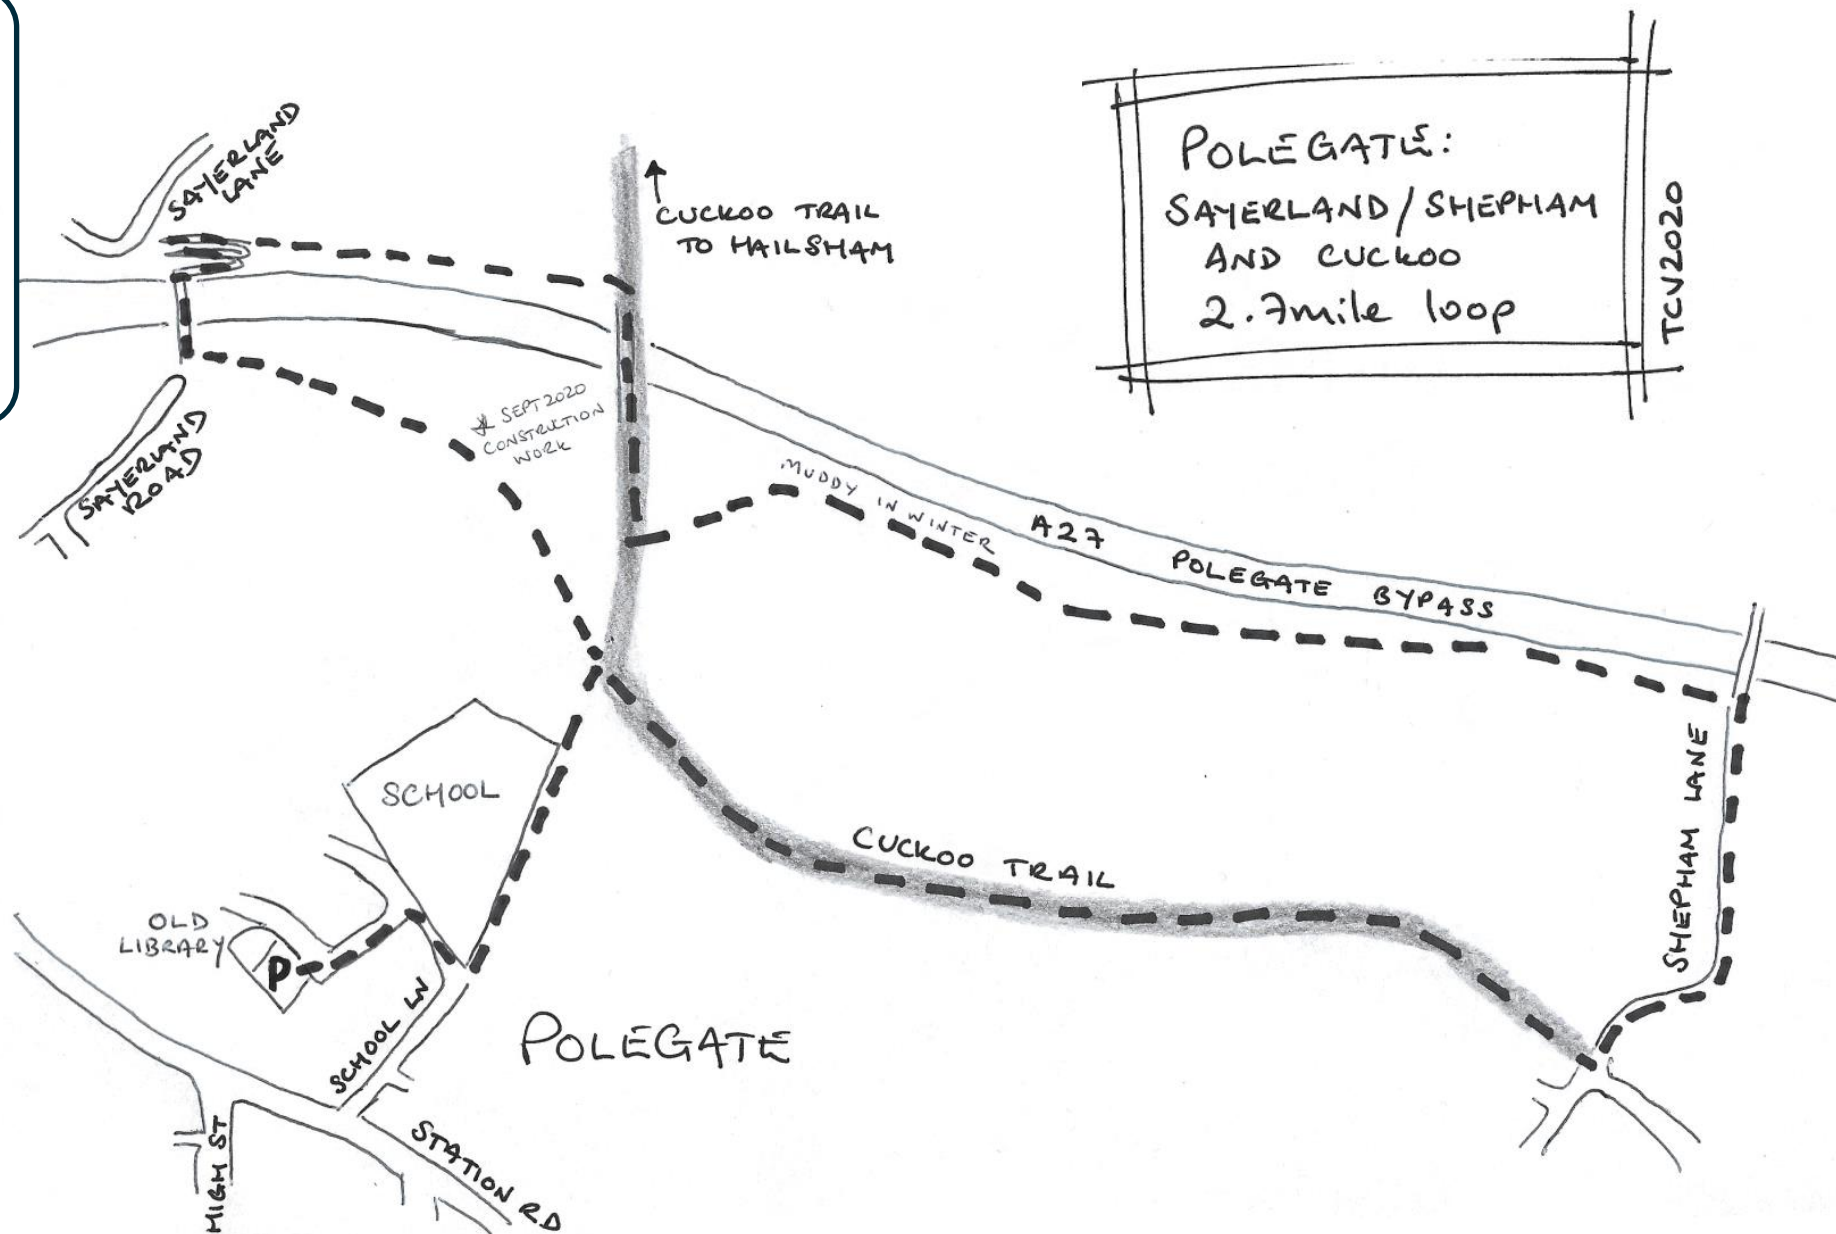 SAYERLAND
LANE
CUCKOO TRAIL
TO HAILSHAM
POLEGATE:
SAYERLAND/SHEPHAM
AND CUCKOO
2.7mile loop
TCV2020
SEPT 2020
CONSTRUCTION
WORK
SAYERLAND
ROAD
MUDDY IN WINTER
A27 POLEGATE BYPASS
SCHOOL
CUCKOO TRAIL
SHEPHAM LANE
OLD
LIBRARY
P
SCHOOL LN
POLEGATE
HIGH ST
STATION RD